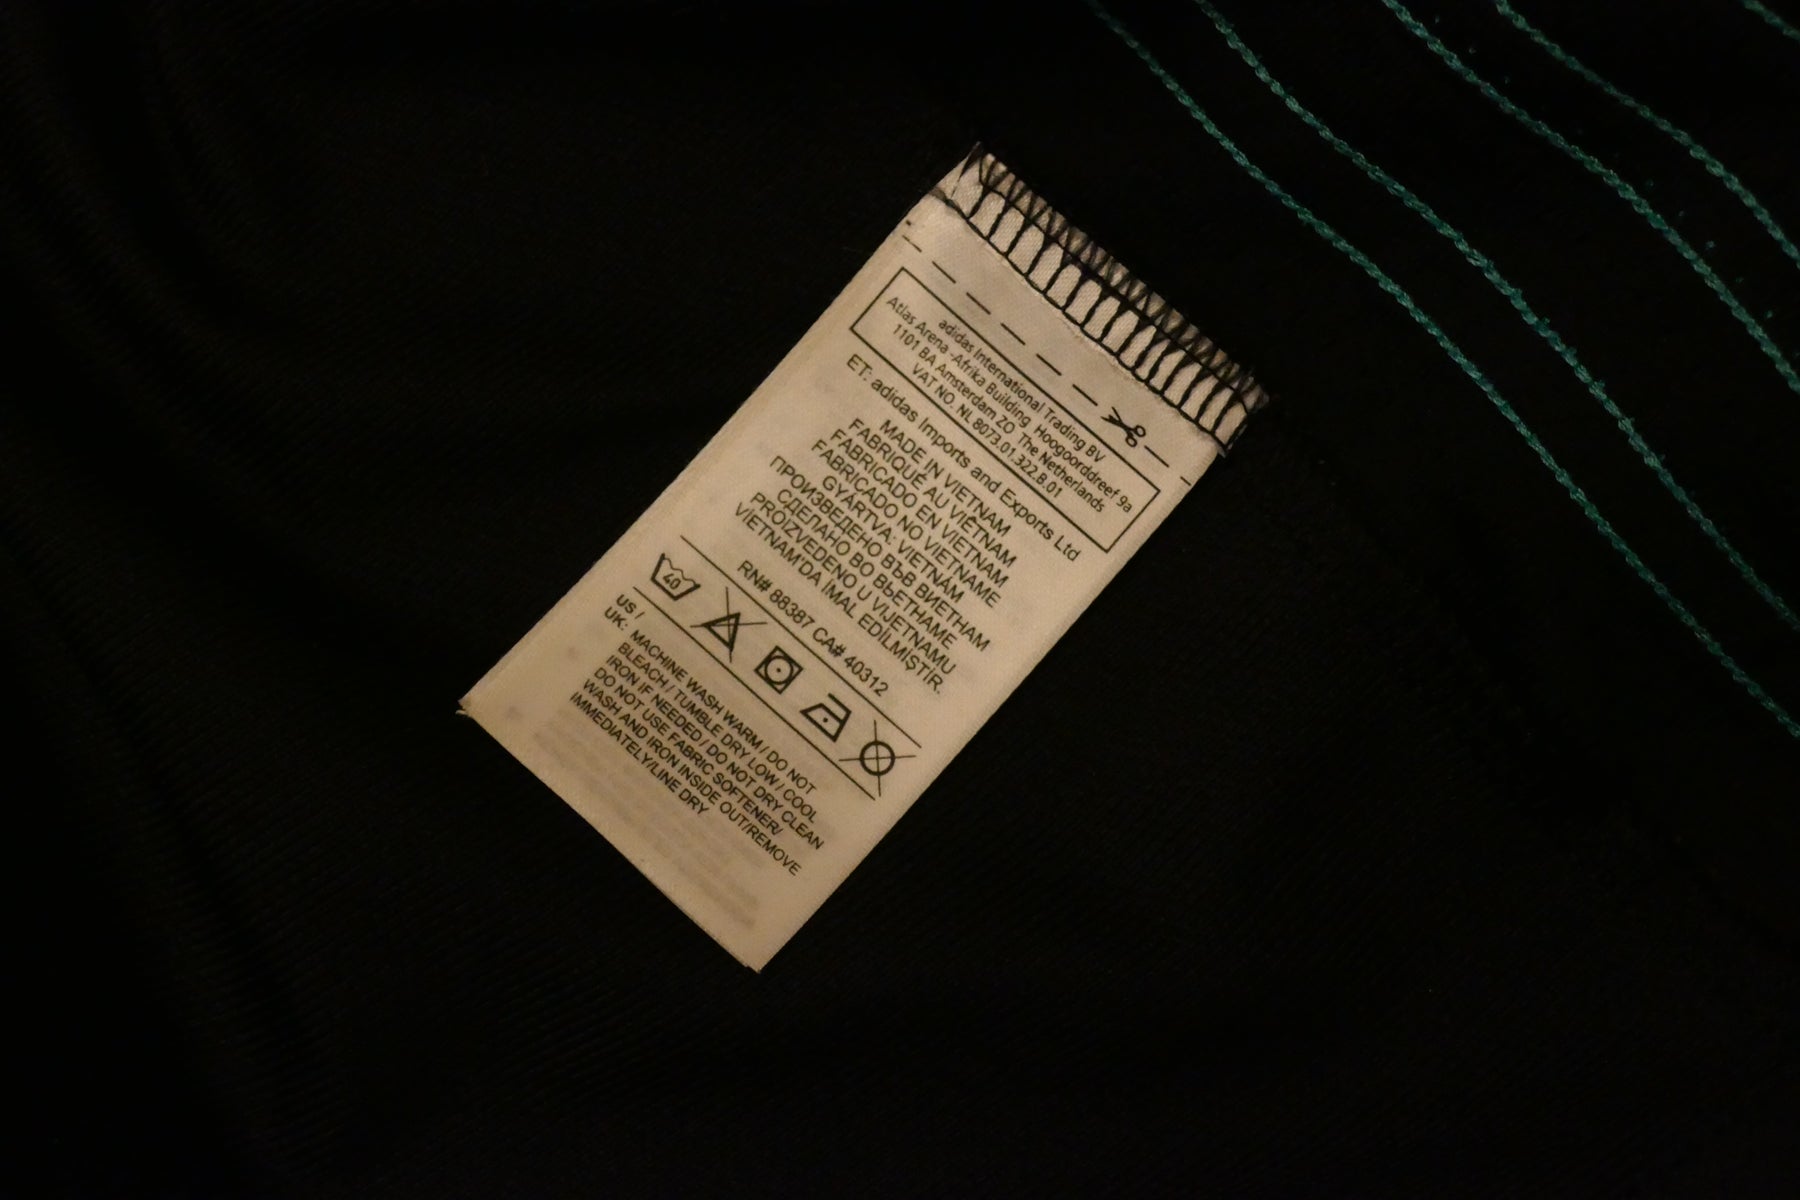 adidas International Trading BV
Atlas Arena -Afrika Building Hoogoorddreef 9a
1101 BA Amsterdam ZO The Netherlands
VAT NO. NL 8073.01.322.B.01
ET: adidas Imports and Exports Ltd
MADE IN VIETNAM
FABRIQUÉ AU VIÊTNAM
FABRICADO EN VIETNAM
FABRICADO NO VIETNAME
GYÁRTVA: VIETNÁM
ПРОИЗВЕДЕНО ВЪВ ВИЕТНАМ
СДЕЛАНО ВО ВЬЕТНАМЕ
PROIZVEDENO U VIJETNAMU
VİETNAM'DA İMAL EDİLMİŞTİR.
RN# 88387 CA# 40312
40
US /
UK: MACHINE WASH WARM / DO NOT
BLEACH / TUMBLE DRY LOW / COOL
IRON IF NEEDED / DO NOT DRY CLEAN
DO NOT USE FABRIC SOFTENER/
WASH AND IRON INSIDE OUT/REMOVE
IMMEDIATELY/LINE DRY